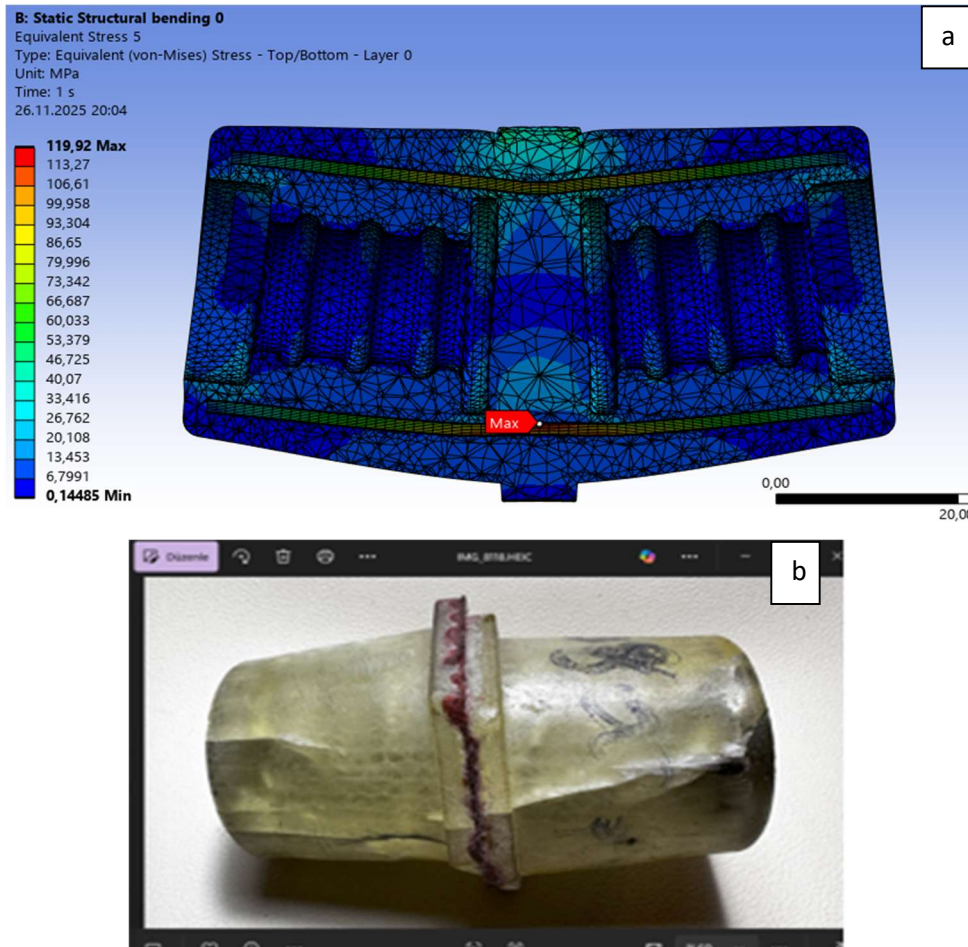 B: Static Structural bending 0
Equivalent Stress 5
Type: Equivalent (von-Mises) Stress - Top/Bottom - Layer 0
Unit: MPa
Time: 1 s
26.11.2025 20:04
a
119,92 Max
113,27
106,61
99,958
93,304
86,65
79,996
73,342
66,687
60,033
53,379
46,725
40,07
33,416
26,762
20,108
13,453
6,7991
0,14485 Min
Max
0,00
20,00
Düzenle
IMG_8118.HEIC
b